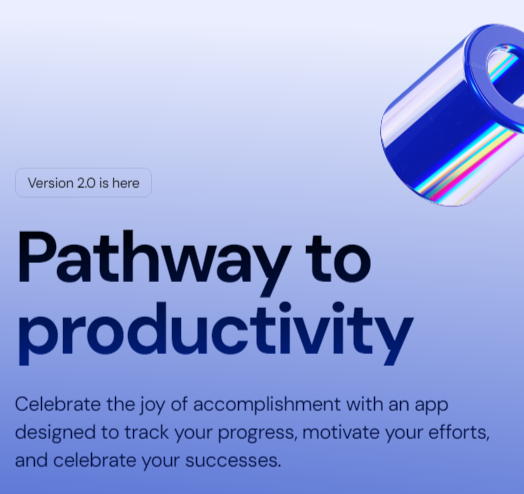 Version 2.0 is here
Pathway to
productivity
Celebrate the joy of accomplishment with an app
designed to track your progress, motivate your efforts,
and celebrate your successes.